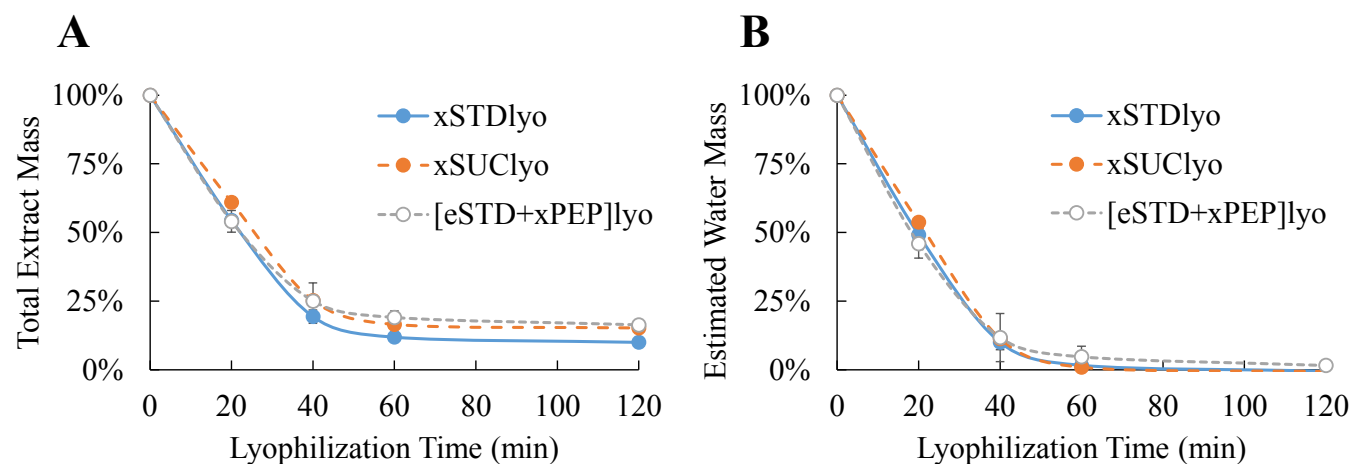 A
Total Extract Mass
100%
75%
50%
25%
0%
0 20 40 60 80 100 120
Lyophilization Time (min)
xSTDlyo
xSUClyo
[eSTD+xPEP]lyo
B
Estimated Water Mass
100%
75%
50%
25%
0%
0 20 40 60 80 100 120
Lyophilization Time (min)
xSTDlyo
xSUClyo
[eSTD+xPEP]lyo